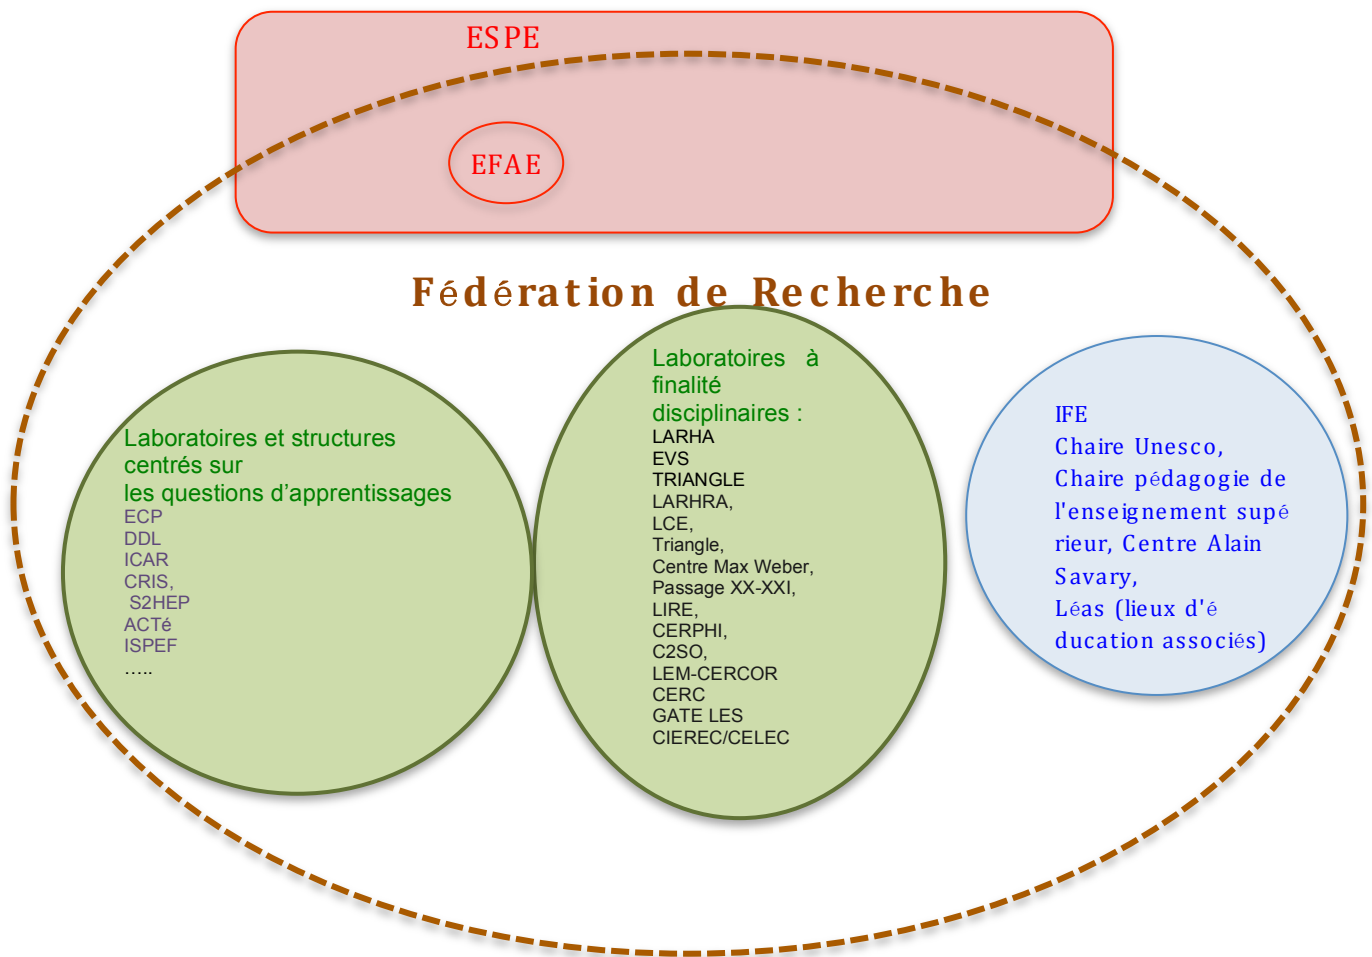 ESPE
EFAE
Fédération de Recherche
Laboratoires et structures
centrés sur
les questions d’apprentissages
ECP
DDL
ICAR
CRIS,
S2HEP
ACTé
ISPEF
…..
Laboratoires à
finalité
disciplinaires :
LARHA
EVS
TRIANGLE
LARHRA,
LCE,
Triangle,
Centre Max Weber,
Passage XX-XXI,
LIRE,
CERPHI,
C2SO,
LEM-CERCOR
CERC
GATE LES
CIEREC/CELEC
IFE
Chaire Unesco,
Chaire pédagogie de
l'enseignement supé
rieur, Centre Alain
Savary,
Léas (lieux d'é
ducation associés)